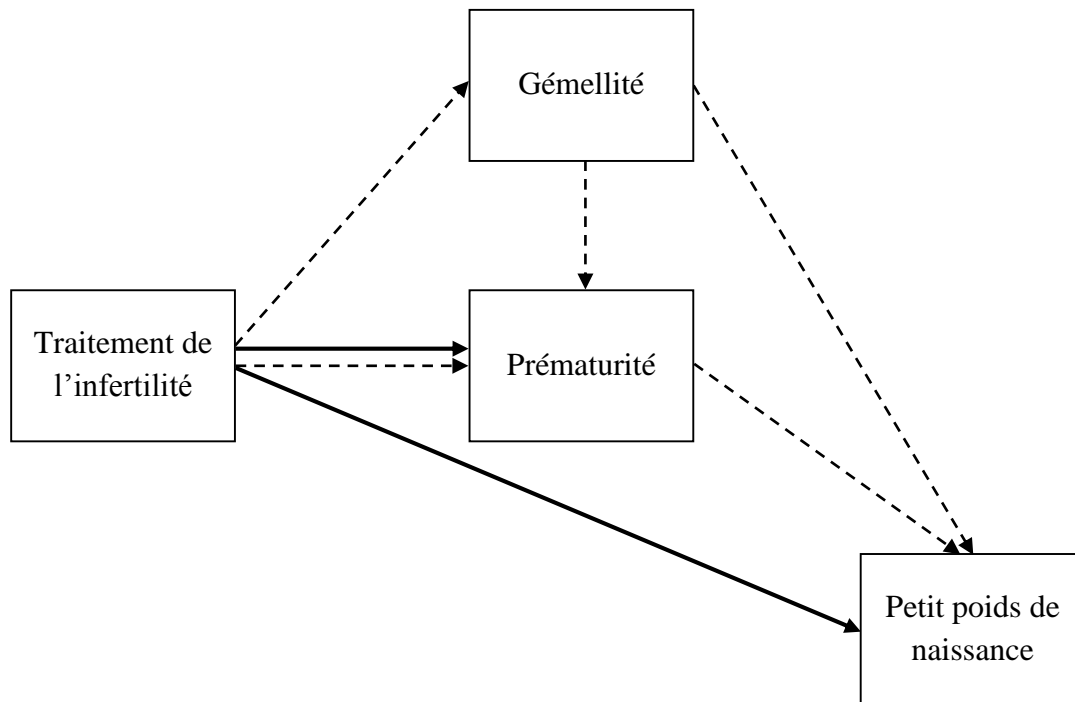 Gémellité
Traitement de
l’infertilité
Prématurité
Petit poids de
naissance